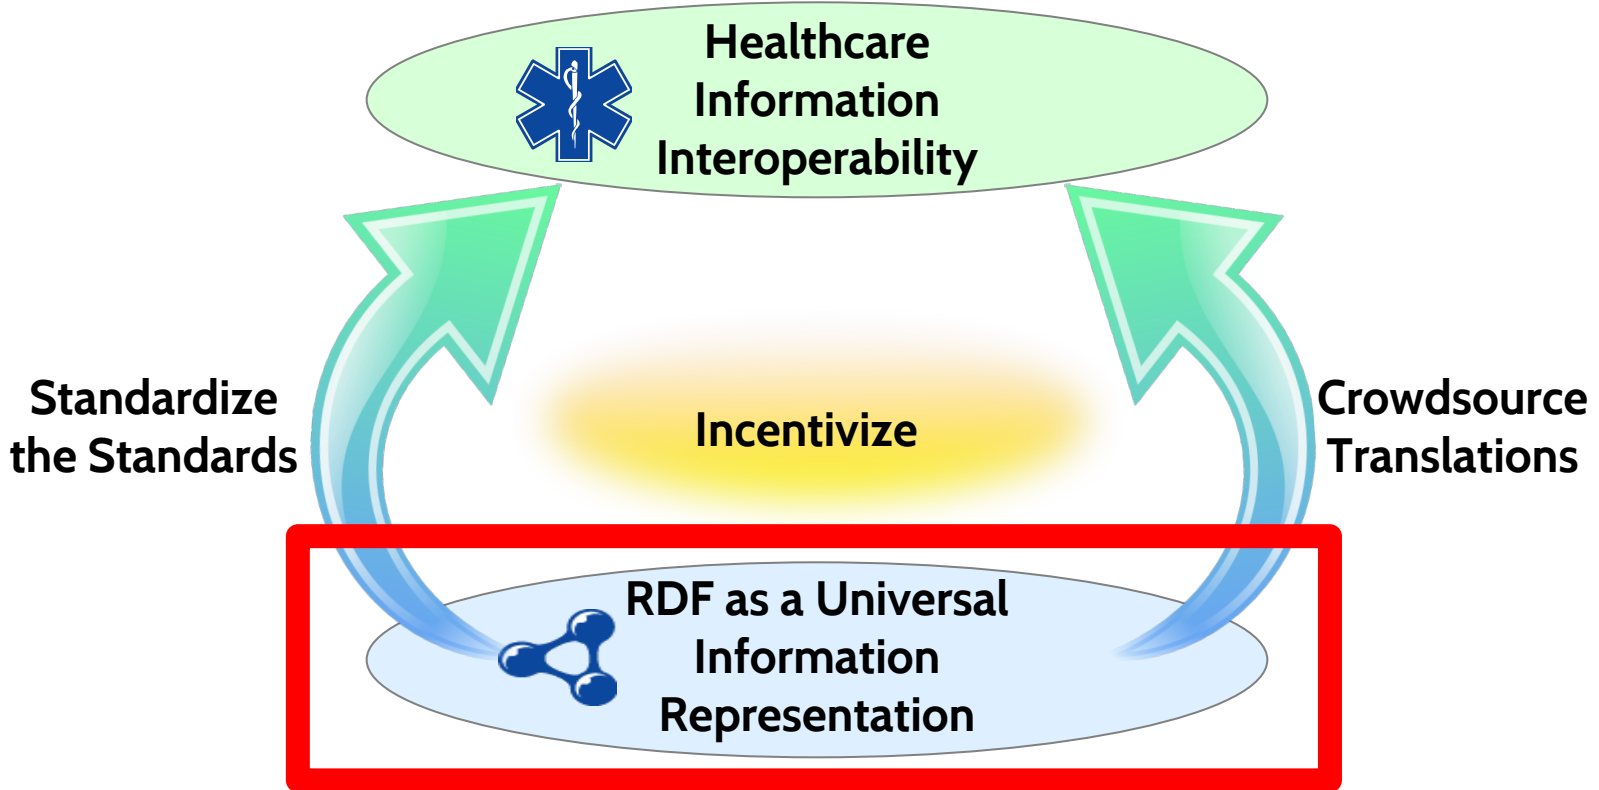 Healthcare
Information
Interoperability
Standardize
the Standards
Incentivize
Crowdsource
Translations
RDF as a Universal
Information
Representation